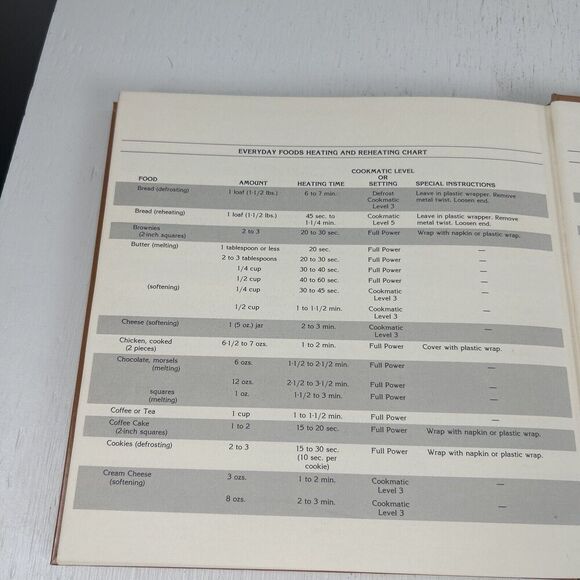 EVERYDAY FOODS HEATING AND REHEATING CHART
COOKMATIC LEVEL
OR
FOOD AMOUNT HEATING TIME SETTING SPECIAL INSTRUCTIONS
Bread (defrosting) 1 loaf (1-1/2 lbs.) 6 to 7 min. Defrost Leave in plastic wrapper. Remove
Cookmatic metal twist. Loosen end.
Level 3
Bread (reheating) 1 loaf (1-1/2 lbs.) 45 sec. to Cookmatic Leave in plastic wrapper. Remove
1-1/4 min. Level 5 metal twist. Loosen end.
Brownies 2 to 3 20 to 30 sec. Full Power Wrap with napkin or plastic wrap.
(2-inch squares)
Butter (melting) 1 tablespoon or less 20 sec. Full Power —
2 to 3 tablespoons 20 to 30 sec. Full Power —
1/4 cup 30 to 40 sec. Full Power —
1/2 cup 40 to 60 sec. Full Power —
(softening) 1/4 cup 30 to 45 sec. Cookmatic —
Level 3
1/2 cup 1 to 1-1/2 min. Cookmatic —
Level 3
Cheese (softening) 1 (5 oz.) jar 2 to 3 min. Cookmatic —
Level 3
Chicken, cooked 6-1/2 to 7 ozs. 1 to 2 min. Full Power Cover with plastic wrap.
(2 pieces)
Chocolate, morsels 6 ozs. 1-1/2 to 2-1/2 min. Full Power —
(melting)
12 ozs. 2-1/2 to 3-1/2 min. Full Power —
squares 1 oz. 1-1/2 to 3 min. Full Power —
(melting)
Coffee or Tea 1 cup 1 to 1-1/2 min. Full Power —
Coffee Cake 1 to 2 15 to 20 sec. Full Power Wrap with napkin or plastic wrap.
(2-inch squares)
Cookies (defrosting) 2 to 3 15 to 30 sec. Full Power Wrap with napkin or plastic wrap.
(10 sec. per
cookie)
Cream Cheese 3 ozs. 1 to 2 min. Cookmatic —
(softening) Level 3
8 ozs. 2 to 3 min. Cookmatic —
Level 3